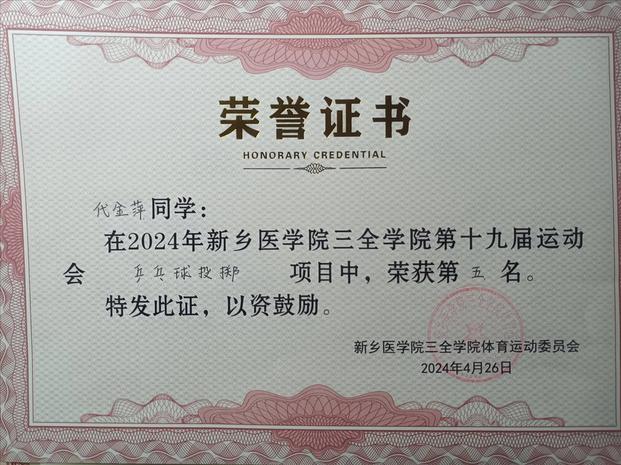 荣誉证书
HONORARY CREDENTIAL
代金萍同学：
在2024年新乡医学院三全学院第十九届运动
会 乒乓球投掷 项目中，荣获第 五 名。
特发此证，以资鼓励。
新乡医学院三全学院体育运动委员会
2024年4月26日